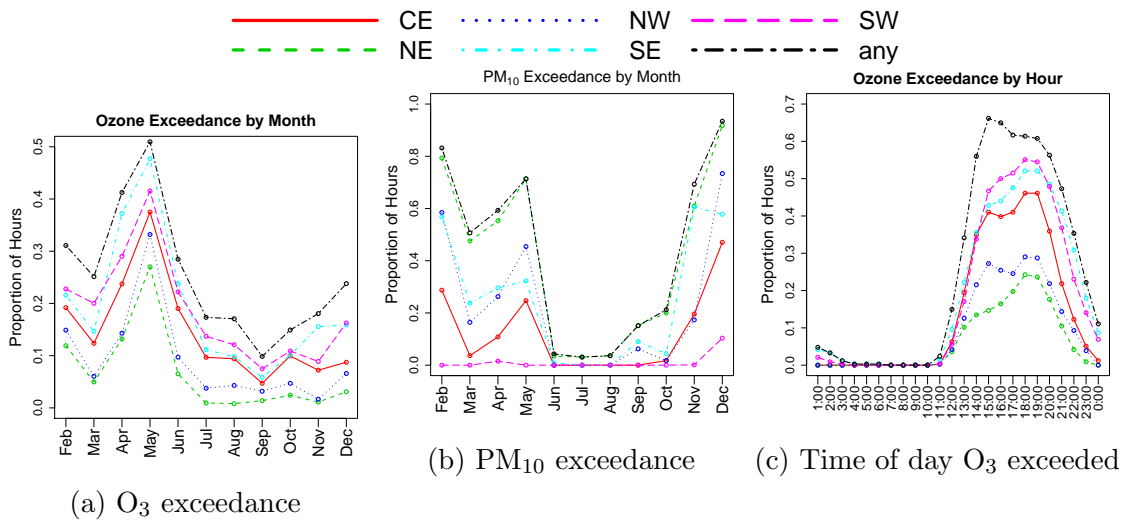 CE NW SW
NE SE any
Ozone Exceedance by Month
Proportion of Hours
0.0 0.1 0.2 0.3 0.4 0.5
Feb Mar Apr May Jun Jul Aug Sep Oct Nov Dec
(a) O3 exceedance
PM10 Exceedance by Month
Proportion of Hours
0.0 0.2 0.4 0.6 0.8 1.0
Feb Mar Apr May Jun Jul Aug Sep Oct Nov Dec
(b) PM10 exceedance
Ozone Exceedance by Hour
Proportion of Hours
0.0 0.1 0.2 0.3 0.4 0.5 0.6 0.7
1:00 2:00 3:00 4:00 5:00 6:00 7:00 8:00 9:00 10:00 11:00 12:00 13:00 14:00 15:00 16:00 17:00 18:00 19:00 20:00 21:00 22:00 23:00 0:00
(c) Time of day O3 exceeded